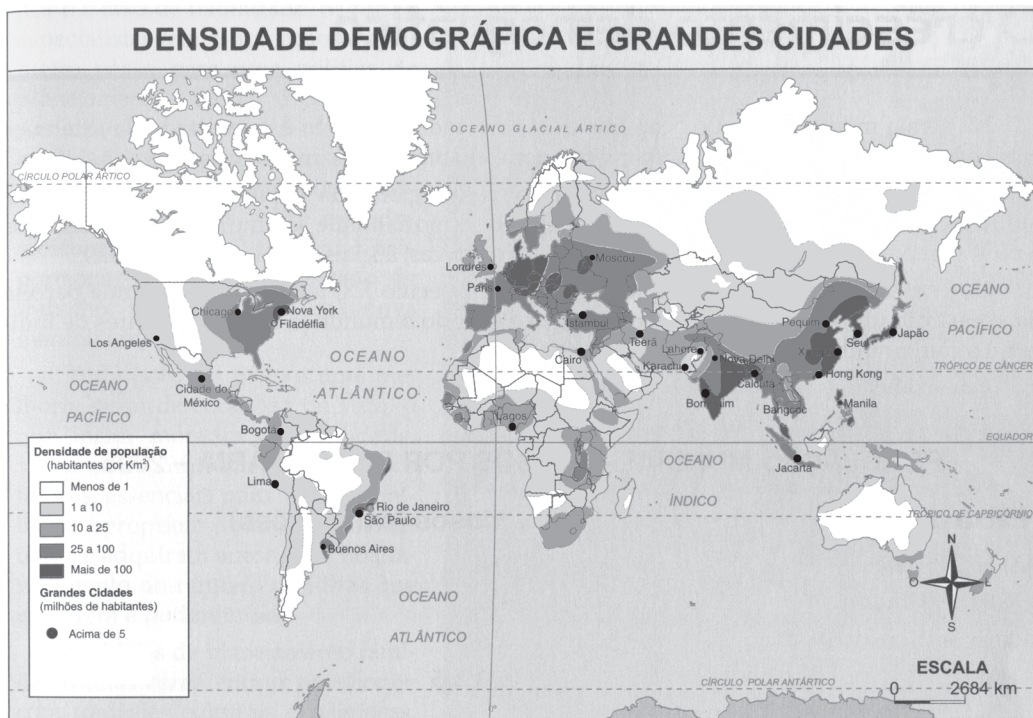 DENSIDADE DEMOGRÁFICA E GRANDES CIDADES
OCEANO GLACIAL ÁRTICO
CÍRCULO POLAR ÁRTICO
Moscou
Londres
Paris
OCEANO
PACÍFICO
Chicago
Nova York
Filadélfia
Istambul
Pequim
Seul
Japão
Los Angeles
Teerã
Lahore
Nova Delhi
OCEANO
ATLÂNTICO
Cairo
Karachi
Calcutá
Hong Kong
TRÓPICO DE CÂNCER
OCEANO
PACÍFICO
Cidade do
México
Bombaim
Bangcoc
Manila
Lagos
Bogotá
EQUADOR
OCEANO
ÍNDICO
Jacarta
Lima
Rio de Janeiro
São Paulo
TRÓPICO DE CAPRICÓRNIO
Buenos Aires
OCEANO
ATLÂNTICO
Densidade de população
(habitantes por Km²)
Menos de 1
1 a 10
10 a 25
25 a 100
Mais de 100
Grandes Cidades
(milhões de habitantes)
Acima de 5
N
O
L
S
CÍRCULO POLAR ANTÁRTICO
ESCALA
0 2684 km